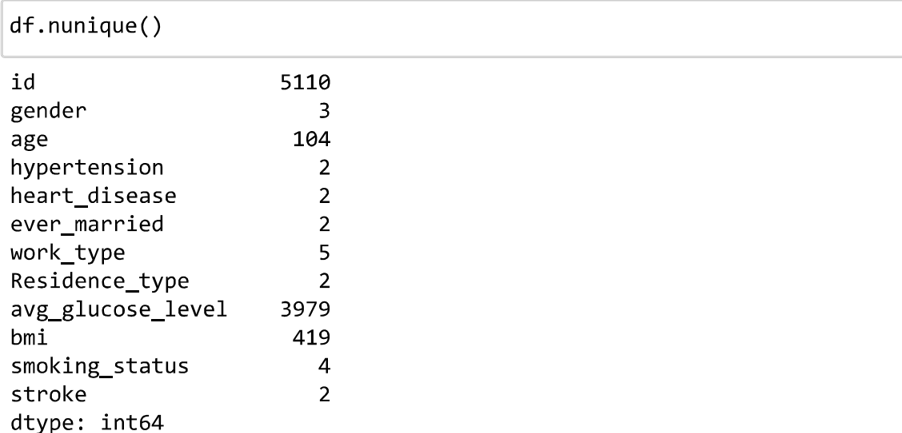 df.nunique()
id 5110
gender 3
age 104
hypertension 2
heart_disease 2
ever_married 2
work_type 5
Residence_type 2
avg_glucose_level 3979
bmi 419
smoking_status 4
stroke 2
dtype: int64